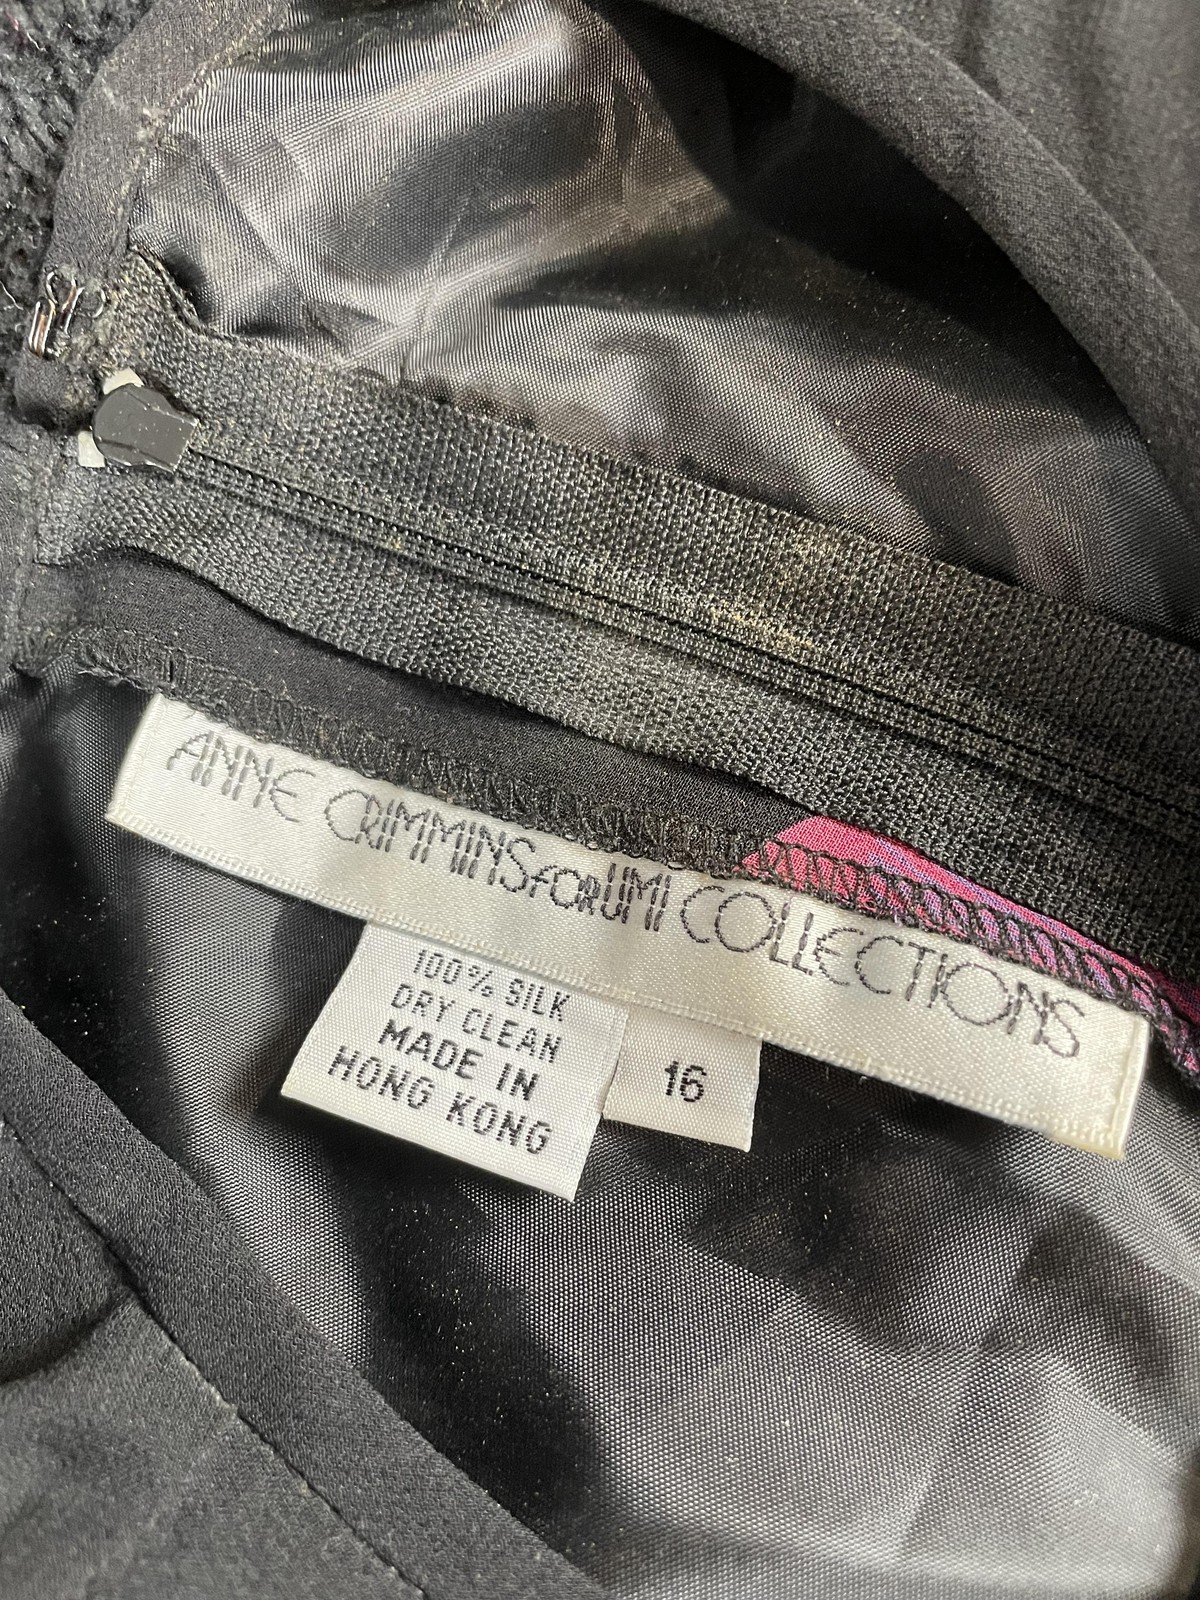 ANNE CRIMMINS FOR UMI COLLECTIONS
100% SILK
DRY CLEAN
MADE IN
HONG KONG
16